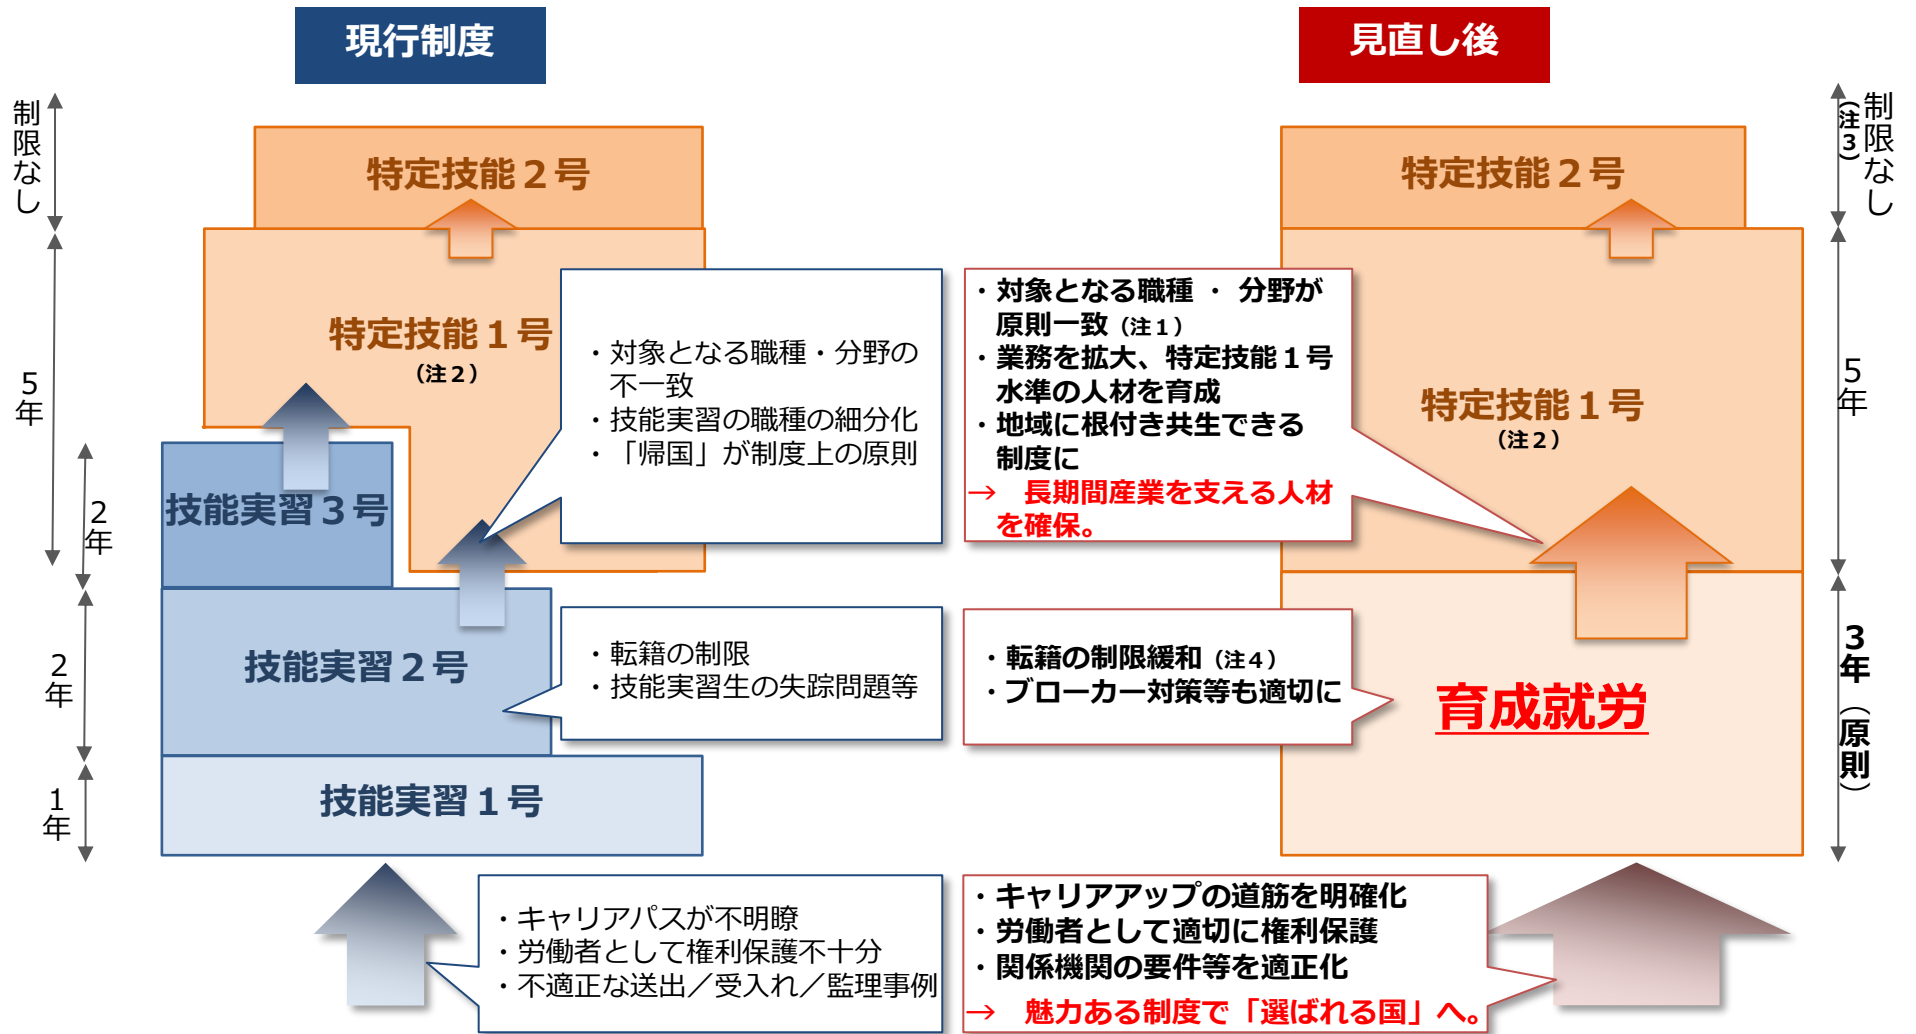 現行制度
見直し後
制限なし
特定技能２号
特定技能１号
（注２）
5年
技能実習３号
2年
技能実習２号
2年
技能実習１号
1年
・対象となる職種・分野の
不一致
・技能実習の職種の細分化
・「帰国」が制度上の原則
・転籍の制限
・技能実習生の失踪問題等
・キャリアパスが不明瞭
・労働者として権利保護不十分
・不適正な送出／受入れ／監理事例
・対象となる職種 ・ 分野が
原則一致（注１）
・業務を拡大、特定技能１号
水準の人材を育成
・地域に根付き共生できる
制度に
→　長期間産業を支える人材
を確保。
・転籍の制限緩和（注４）
・ブローカー対策等も適切に
・キャリアアップの道筋を明確化
・労働者として適切に権利保護
・関係機関の要件等を適正化
→　魅力ある制度で「選ばれる国」へ。
特定技能２号
制限なし
（注３）
特定技能１号
（注２）
5年
育成就労
3年（原則）